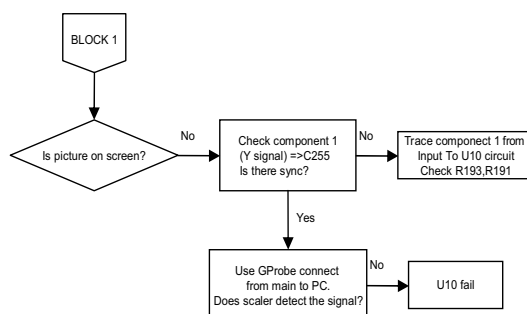 BLOCK 1
Is picture on screen?
No
Check component 1
(Y signal) =>C255
Is there sync?
No
Trace compoect 1 from
Input To U10 circuit
Check R193,R191
Yes
Use GProbe connect
from main to PC.
Does scaler detect the signal?
No
U10 fail